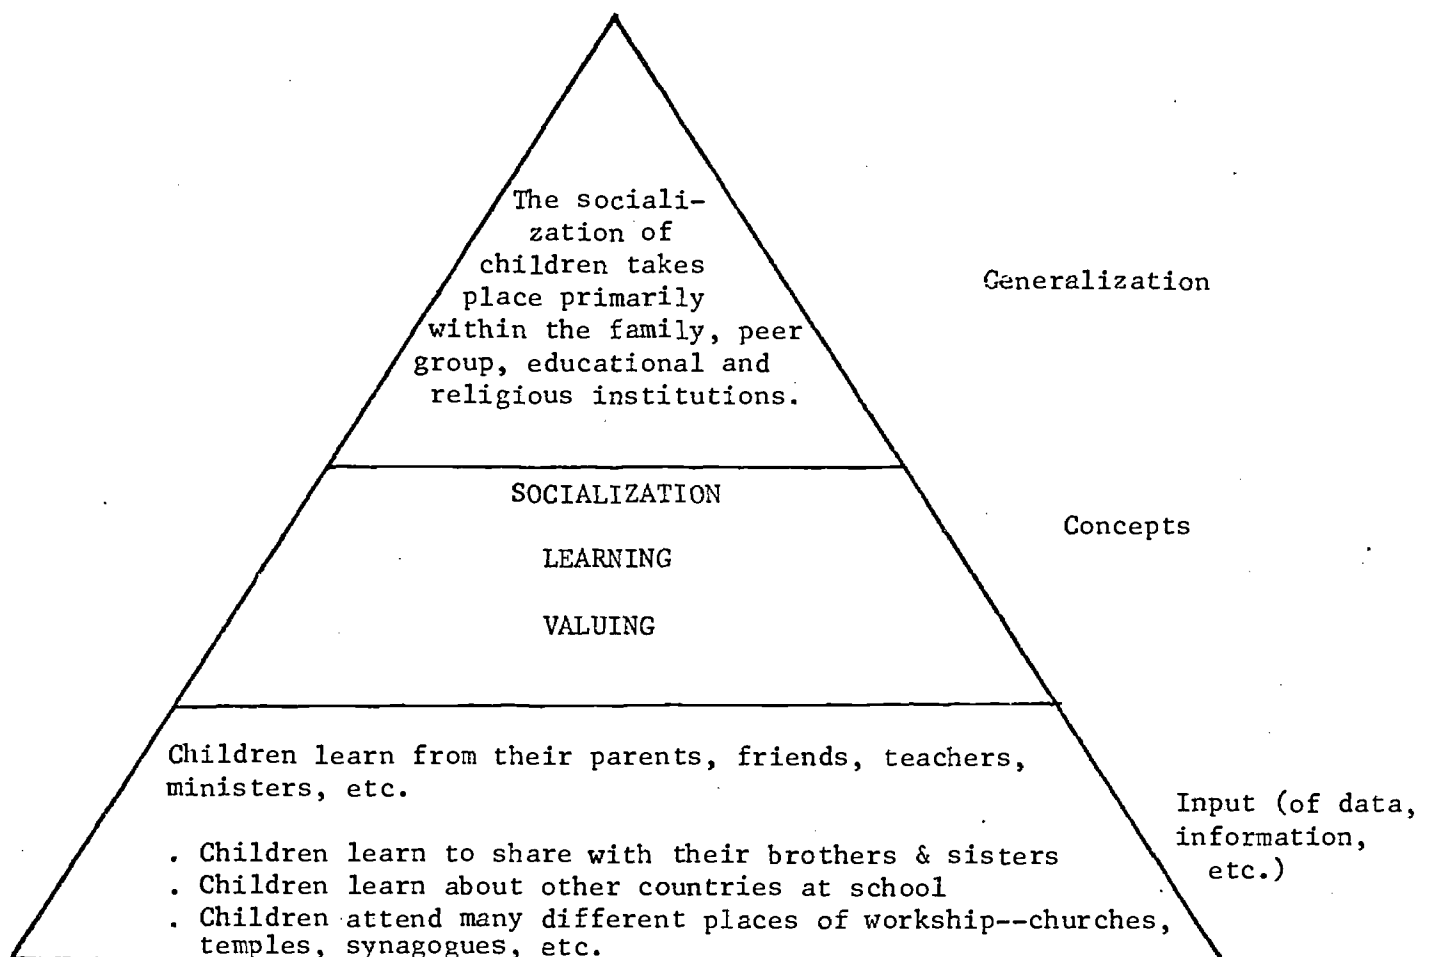 The sociali-
zation of
children takes
place primarily
within the family, peer
group, educational and
religious institutions.
Generalization
SOCIALIZATION
LEARNING
VALUING
Concepts
Children learn from their parents, friends, teachers,
ministers, etc.
. Children learn to share with their brothers & sisters
. Children learn about other countries at school
. Children attend many different places of workship--churches,
temples, synagogues, etc.
Input (of data,
information,
etc.)